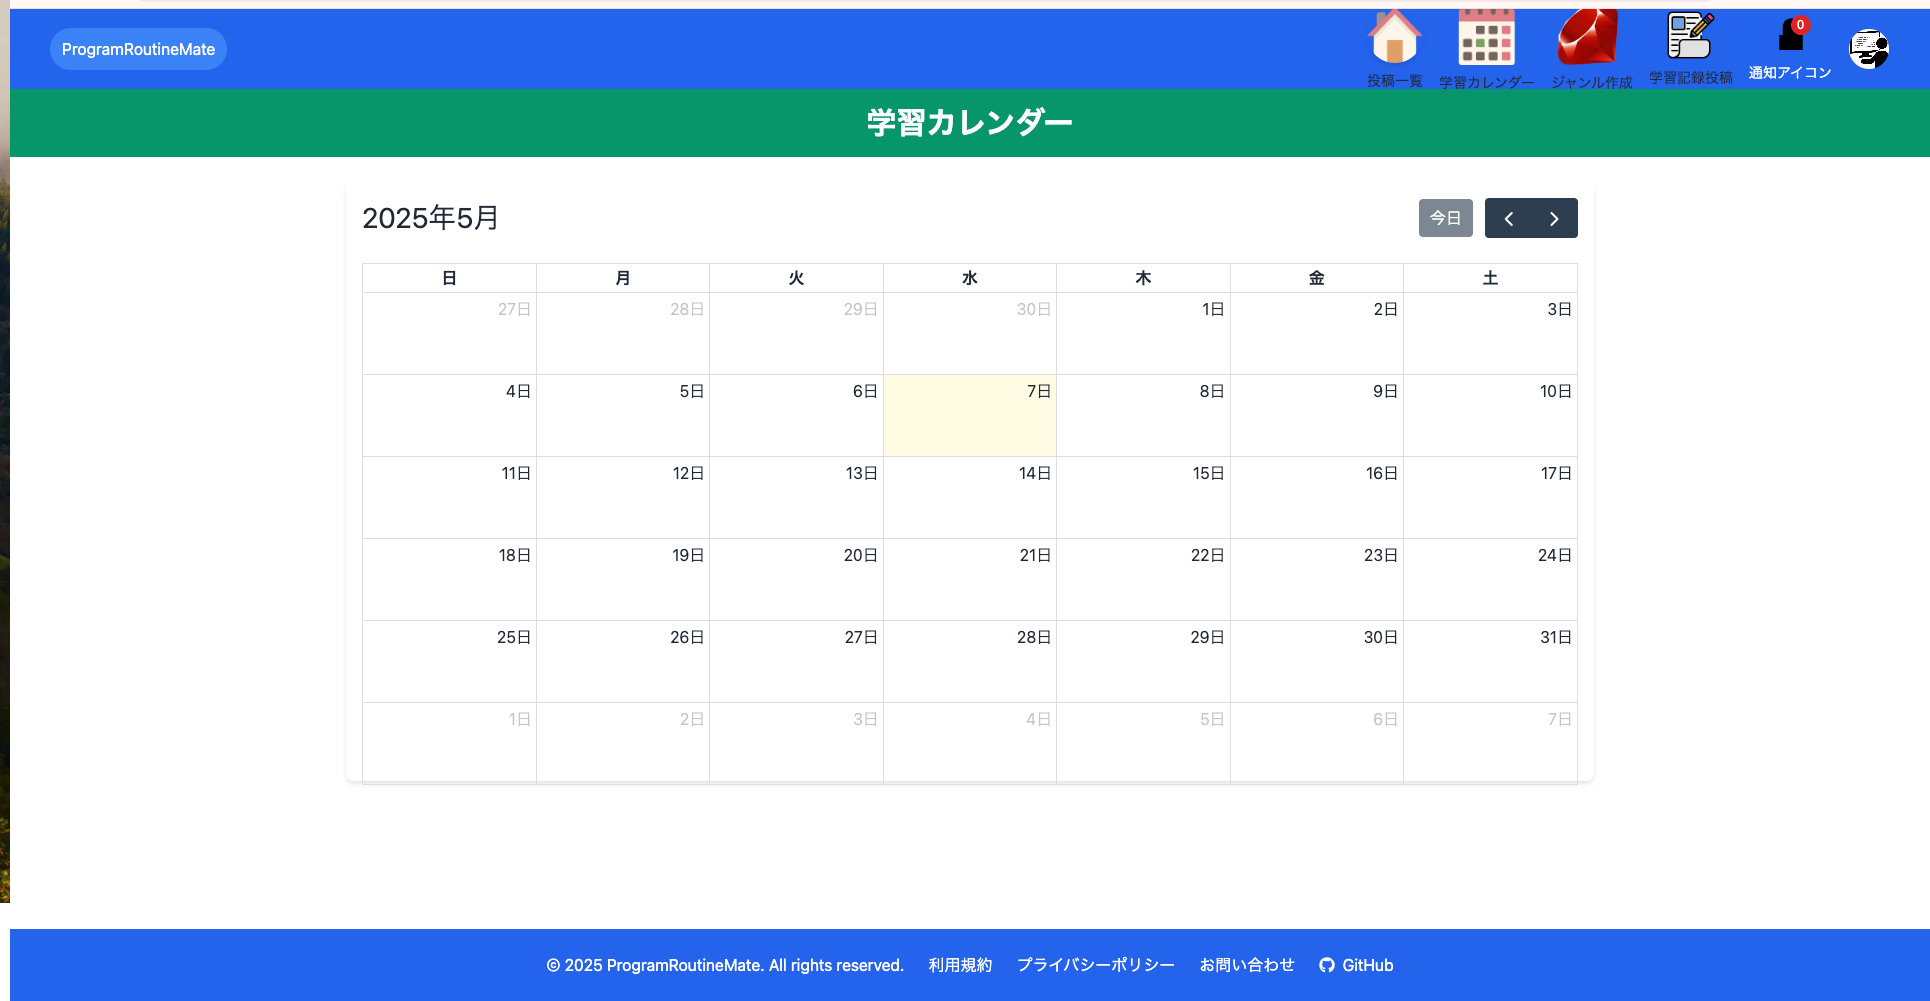 ProgramRoutineMate
投稿一覧 学習カレンダー ジャンル作成 学習記録投稿 0 通知アイコン
学習カレンダー
2025年5月 今日
日 月 火 水 木 金 土
27日 28日 29日 30日 1日 2日 3日
4日 5日 6日 7日 8日 9日 10日
11日 12日 13日 14日 15日 16日 17日
18日 19日 20日 21日 22日 23日 24日
25日 26日 27日 28日 29日 30日 31日
1日 2日 3日 4日 5日 6日 7日
© 2025 ProgramRoutineMate. All rights reserved. 利用規約 プライバシーポリシー お問い合わせ GitHub